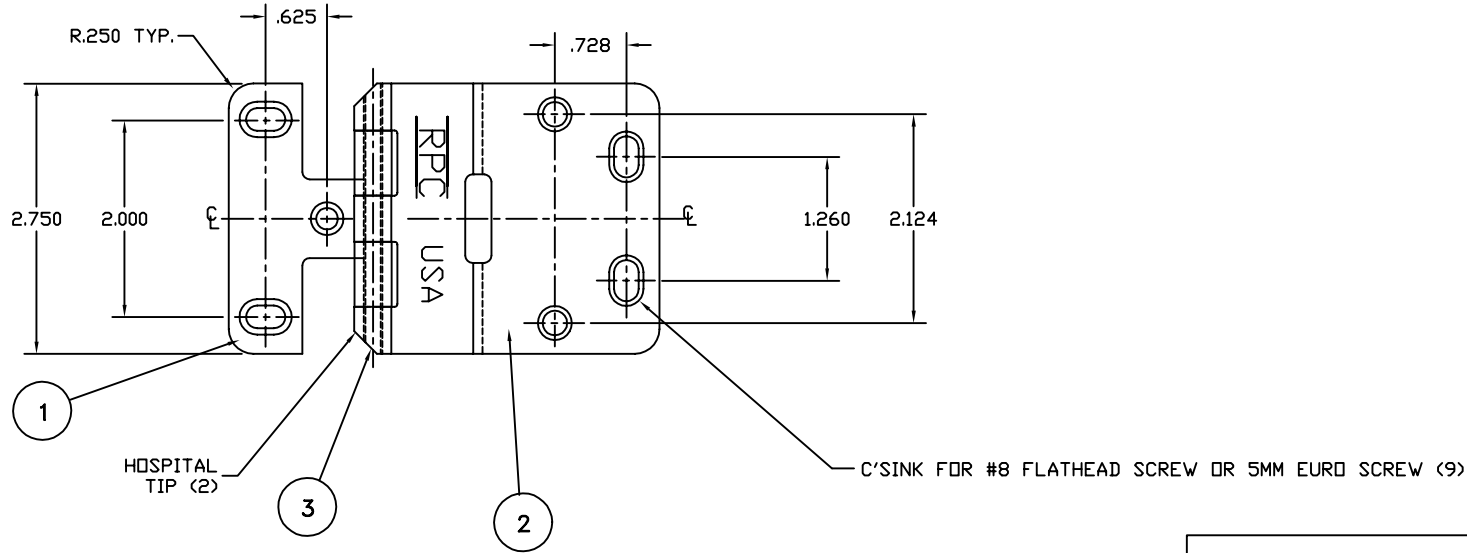 .625
R.250 TYP.
.728
2.750
2.000
℄
℄
1.260
2.124
RPC
USA
1
HOSPITAL
TIP (2)
3
2
C'SINK FOR #8 FLATHEAD SCREW OR 5MM EURO SCREW (9)